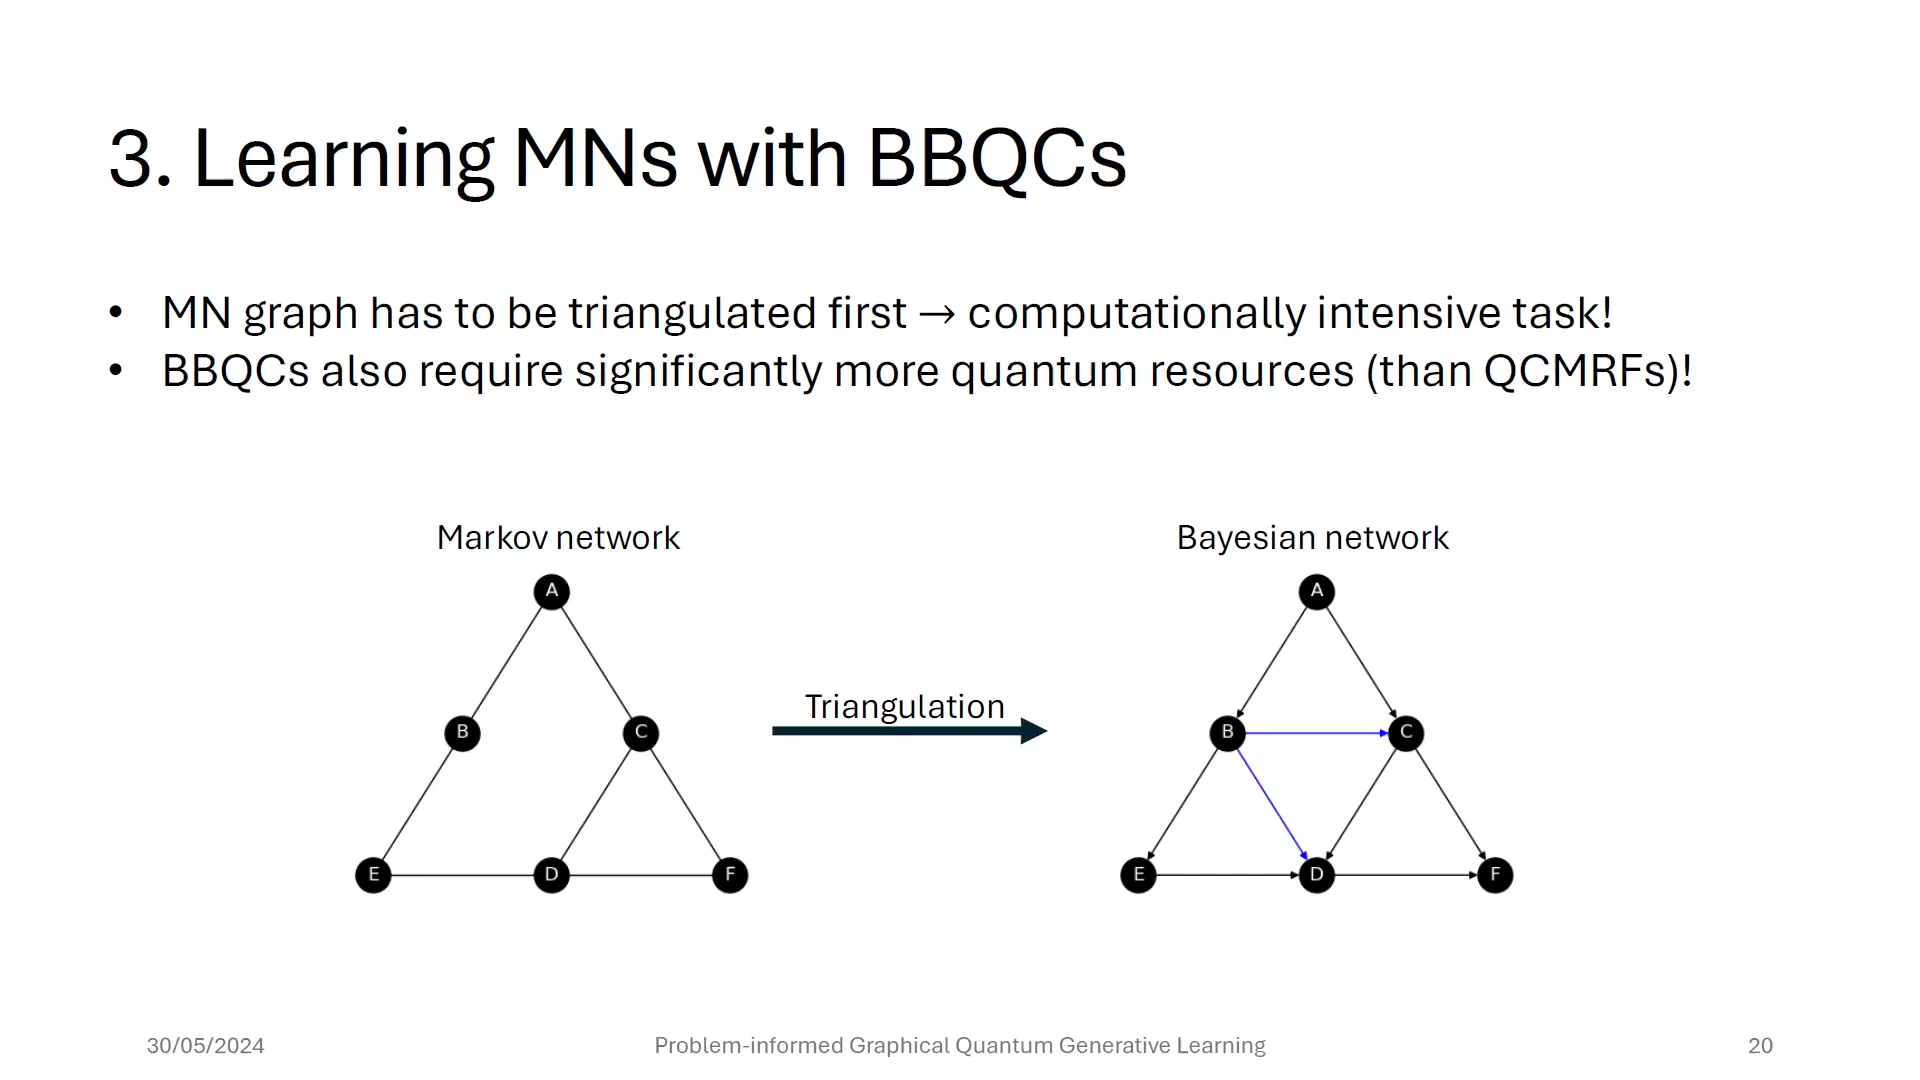 3. Learning MNs with BBQCs
• MN graph has to be triangulated first → computationally intensive task!
• BBQCs also require significantly more quantum resources (than QCMRFs)!
Markov network
Bayesian network
A
B
C
E
D
F
Triangulation
A
B
C
E
D
F
30/05/2024
Problem-informed Graphical Quantum Generative Learning
20